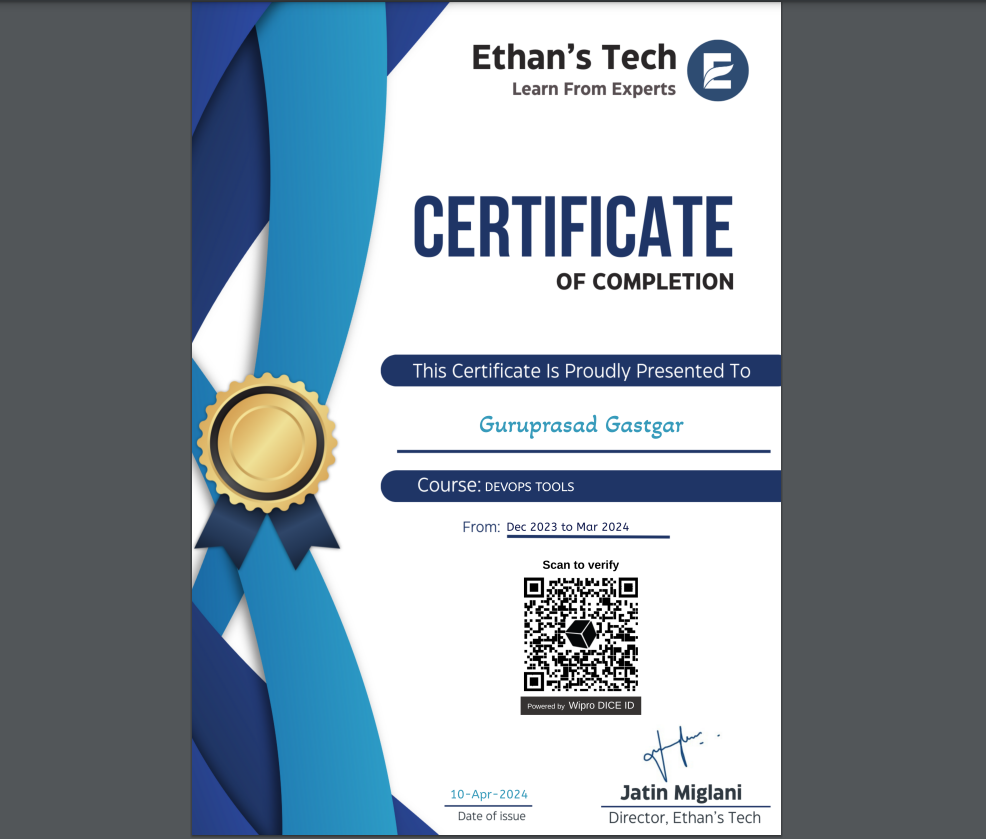 Ethan's Tech
Learn From Experts
CERTIFICATE
OF COMPLETION
This Certificate Is Proudly Presented To
Guruprasad Gastgar
Course: DEVOPS TOOLS
From: Dec 2023 to Mar 2024
Scan to verify
Powered by Wipro DICE ID
10-Apr-2024
Date of issue
Jatin Miglani
Director, Ethan's Tech